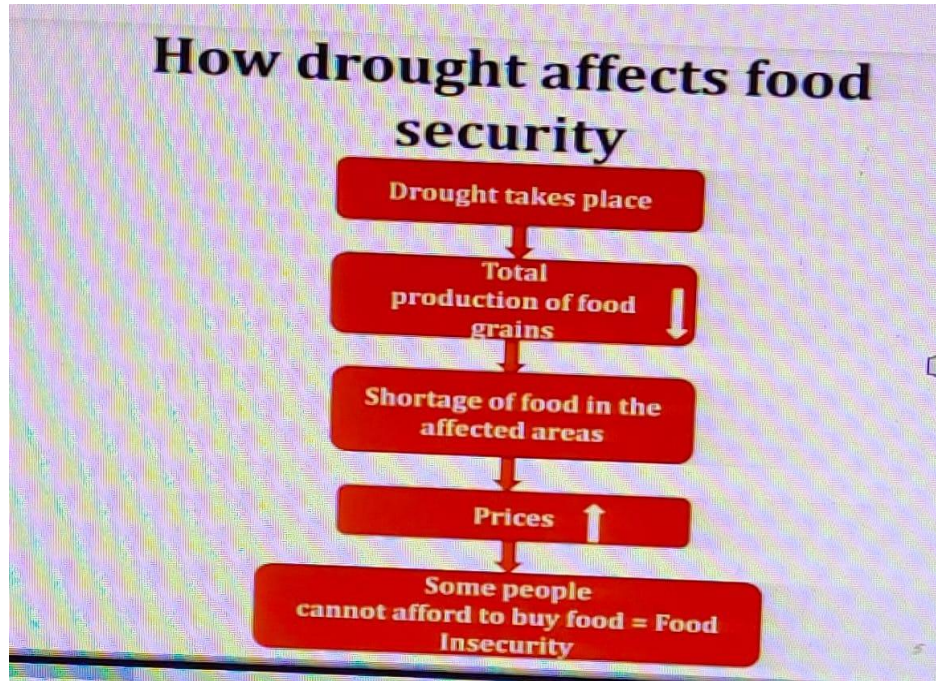 How drought affects food
security
Drought takes place
Total
production of food
grains
Shortage of food in the
affected areas
Prices
Some people
cannot afford to buy food = Food
Insecurity
5